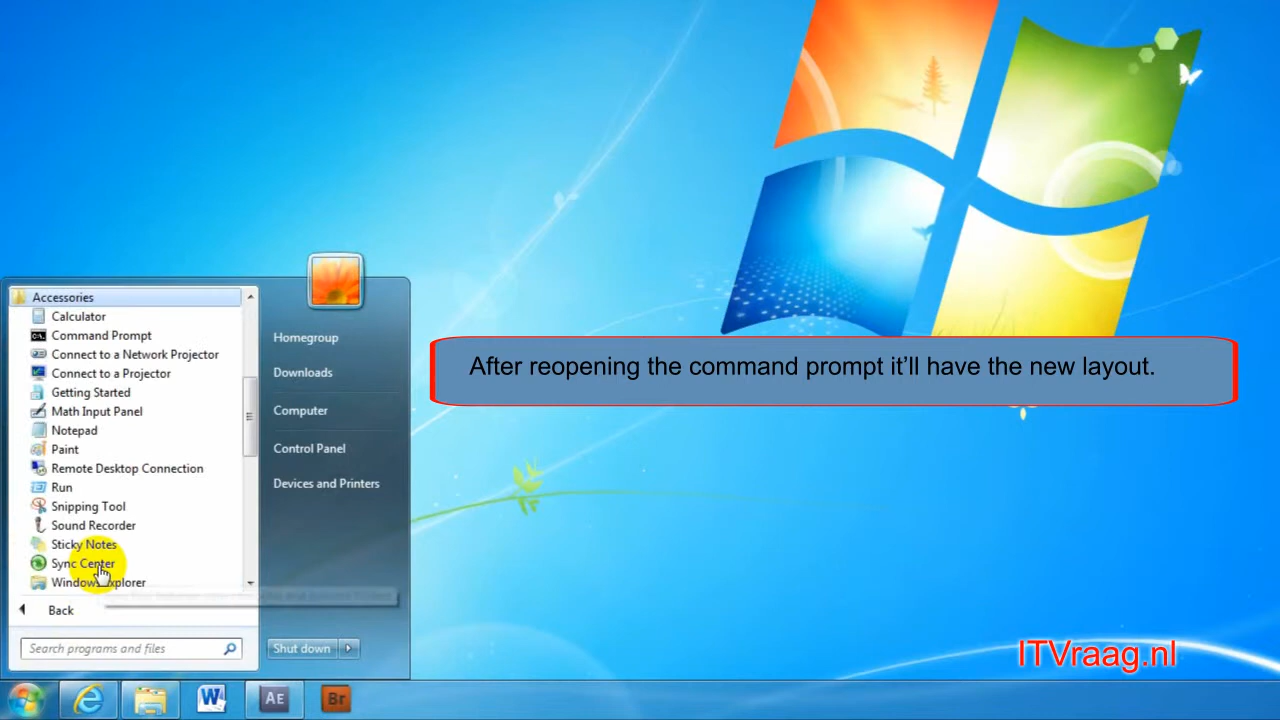 Accessories
Calculator
Command Prompt
Connect to a Network Projector
Connect to a Projector
Getting Started
Math Input Panel
Notepad
Paint
Remote Desktop Connection
Run
Snipping Tool
Sound Recorder
Sticky Notes
Sync Center
Windows Explorer
Back
Search programs and files
Homegroup
Downloads
Computer
Control Panel
Devices and Printers
Shut down
After reopening the command prompt it’ll have the new layout.
ITVraag.nl
C:\.
W
AE
Br